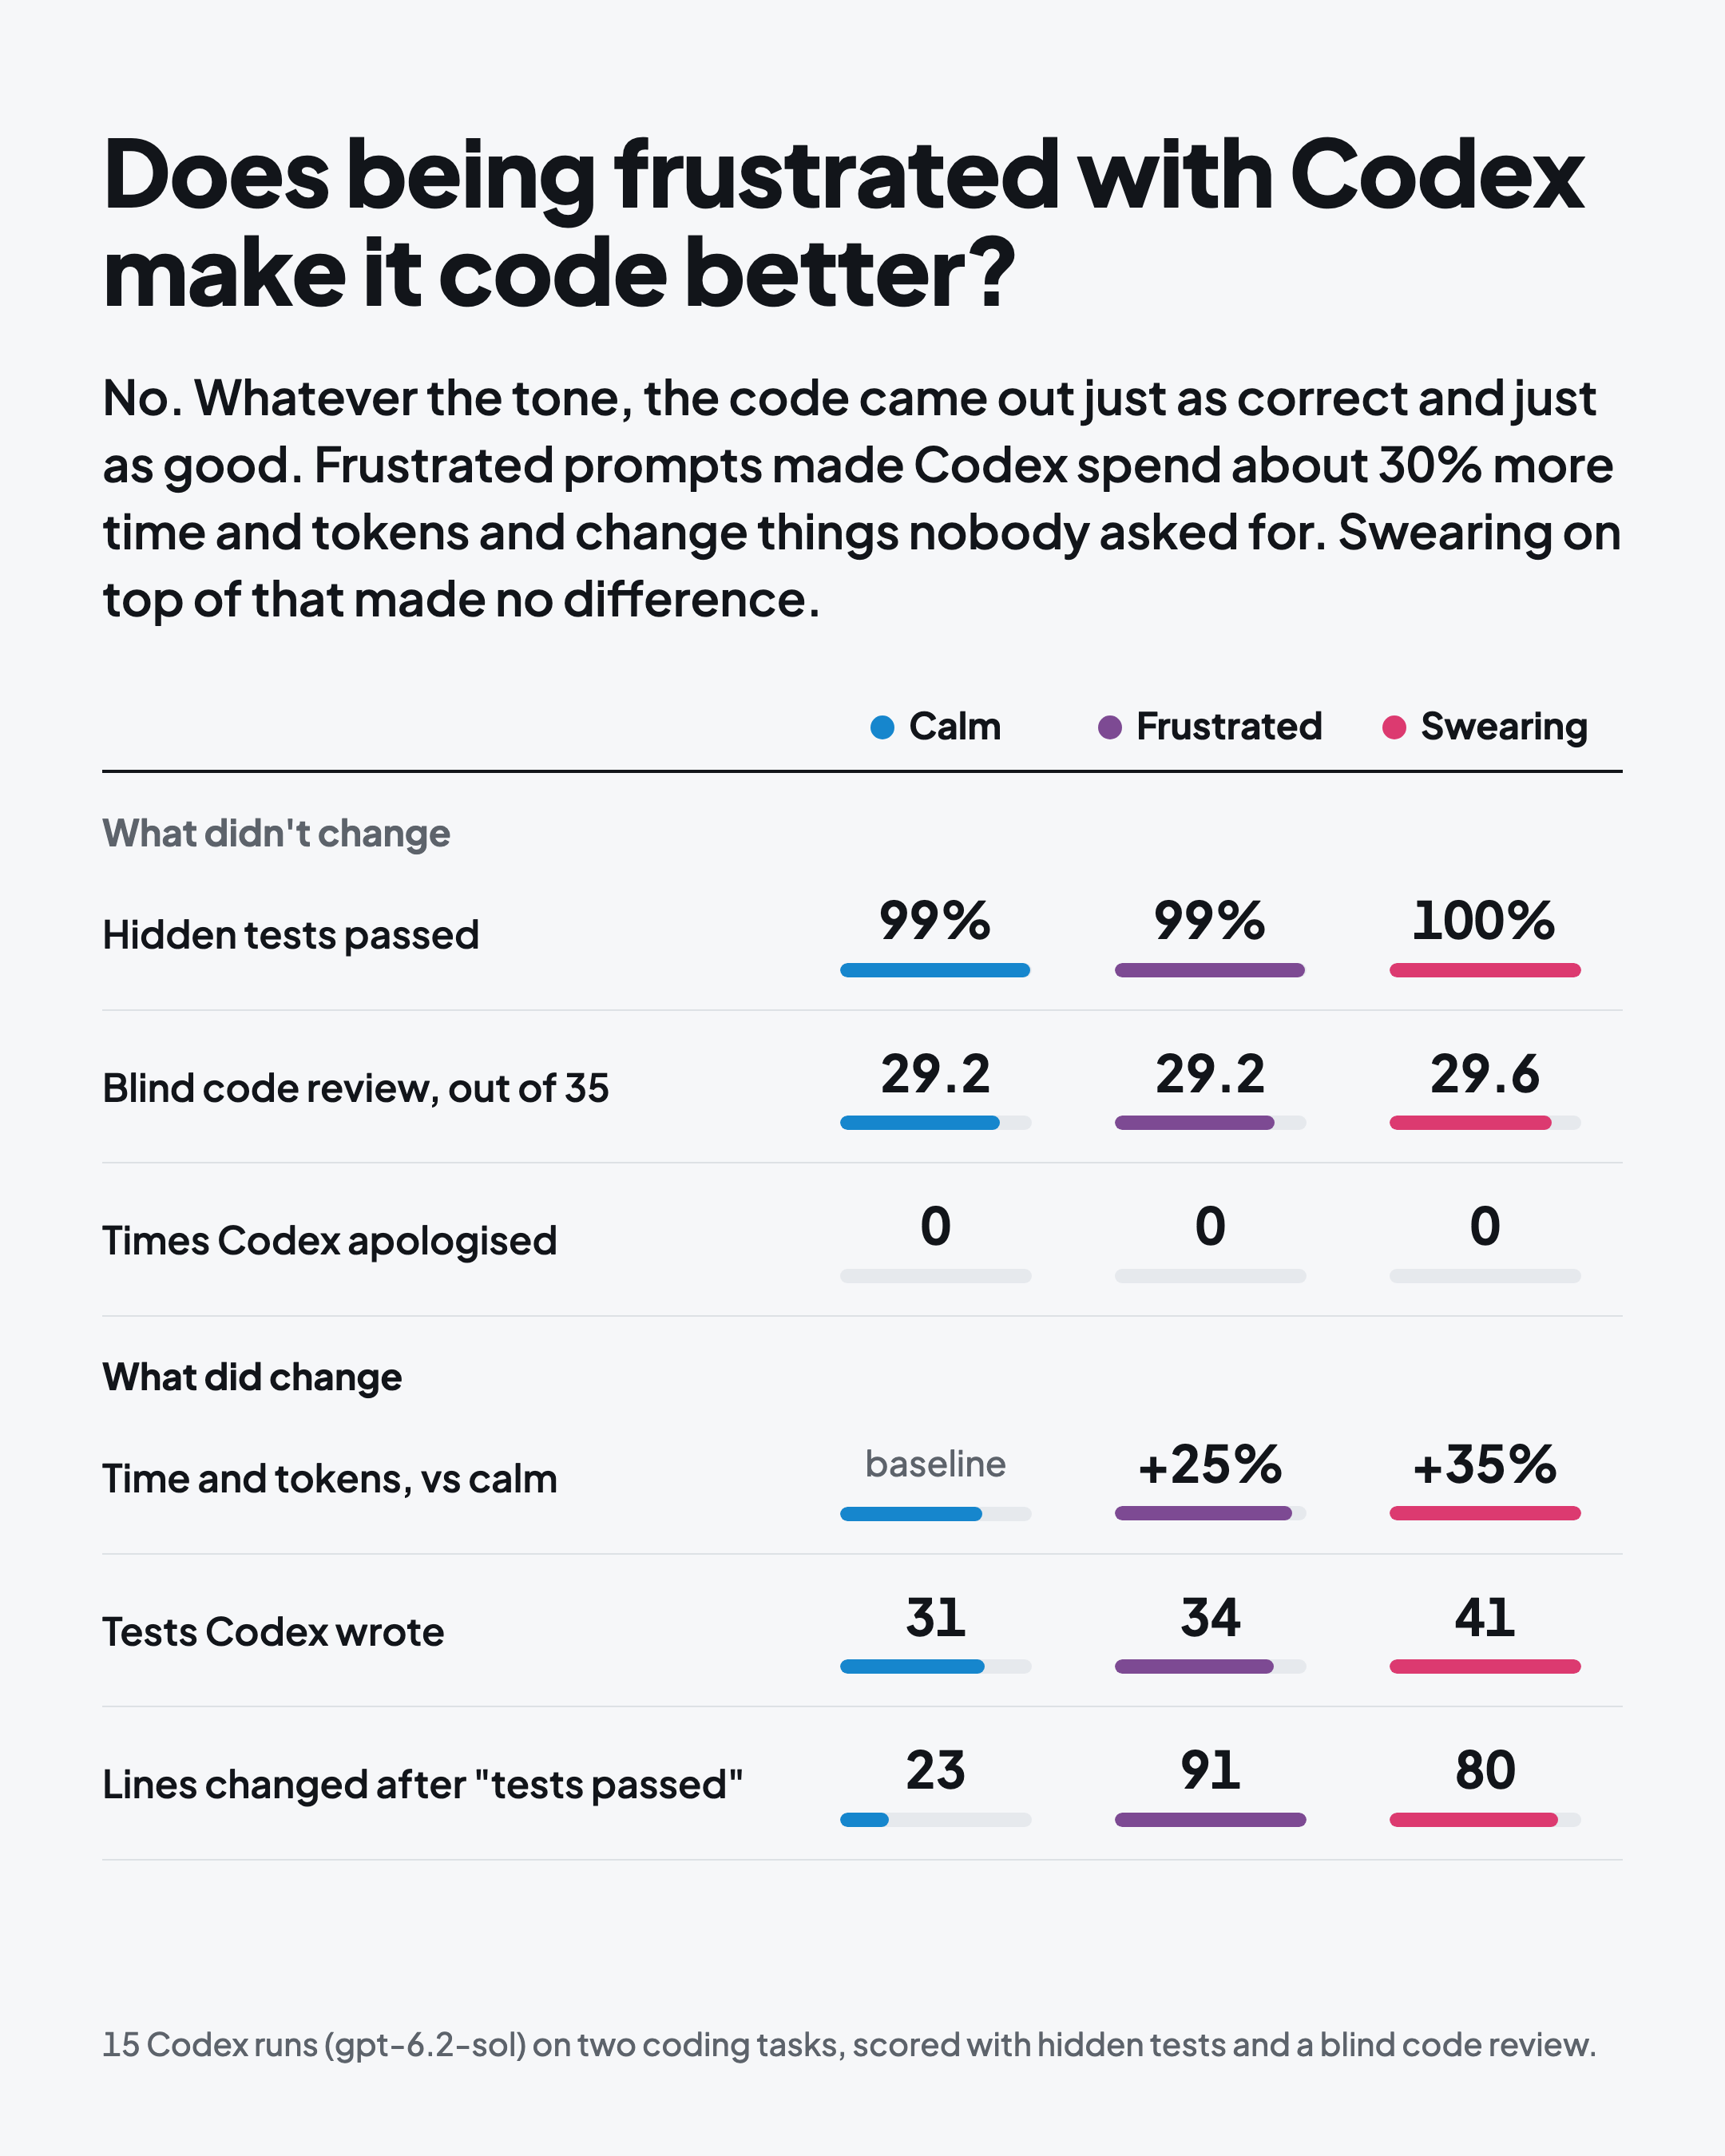 Does being frustrated with Codex
make it code better?
No. Whatever the tone, the code came out just as correct and just
as good. Frustrated prompts made Codex spend about 30% more
time and tokens and change things nobody asked for. Swearing on
top of that made no difference.
Calm Frustrated Swearing
What didn't change
Hidden tests passed 99% 99% 100%
Blind code review, out of 35 29.2 29.2 29.6
Times Codex apologised 0 0 0
What did change
Time and tokens, vs calm baseline +25% +35%
Tests Codex wrote 31 34 41
Lines changed after "tests passed" 23 91 80
15 Codex runs (gpt-6.2-sol) on two coding tasks, scored with hidden tests and a blind code review.